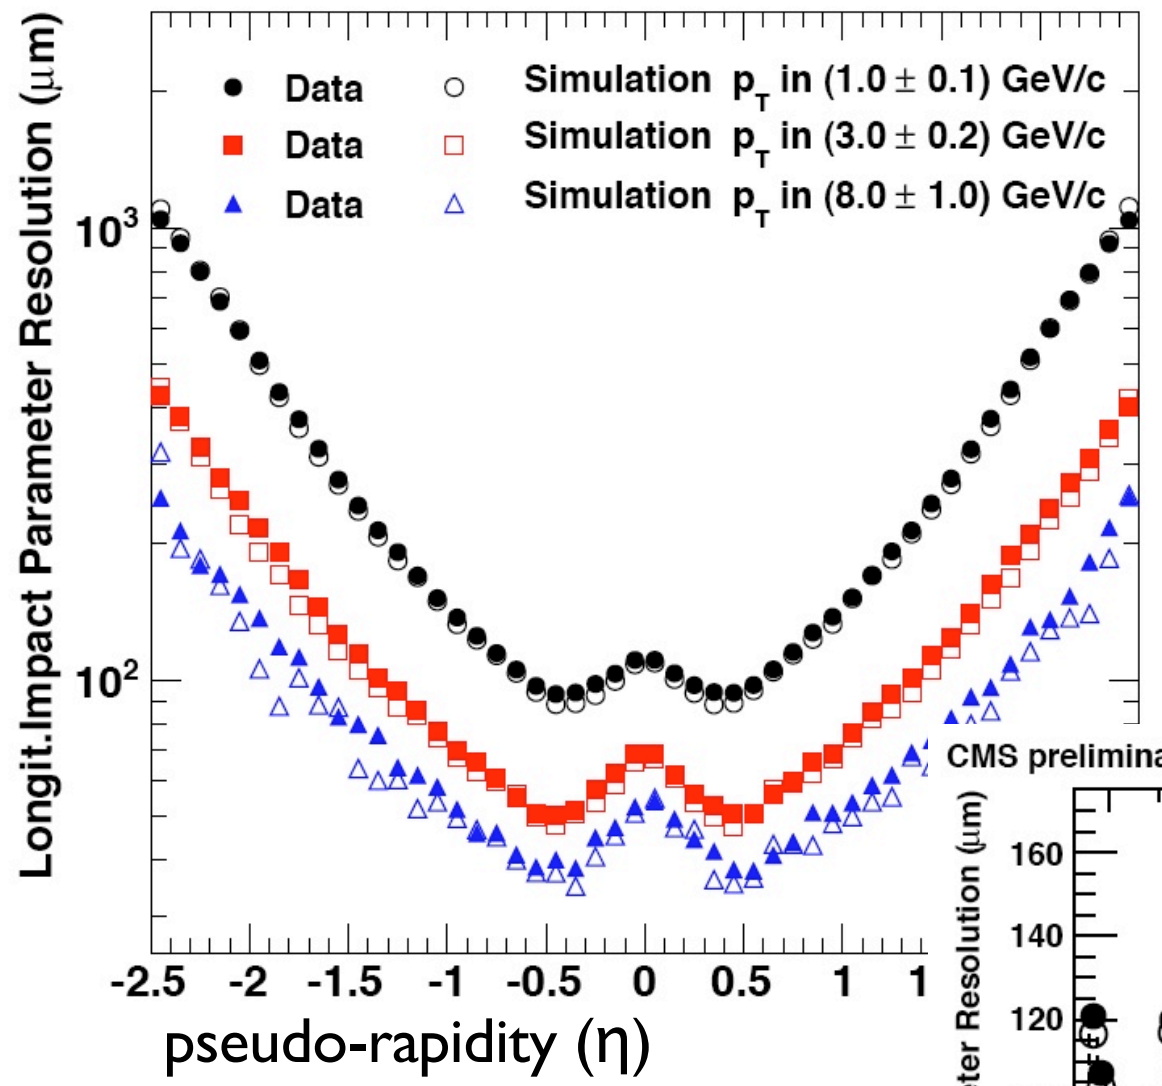 Longit.Impact Parameter Resolution (μm)
Data Simulation p_T in (1.0 ± 0.1) GeV/c
Data Simulation p_T in (3.0 ± 0.2) GeV/c
Data Simulation p_T in (8.0 ± 1.0) GeV/c
10³
10²
-2.5 -2 -1.5 -1 -0.5 0 0.5 1 1
pseudo-rapidity (η)
CMS
Resolution (μm)
160
140
120